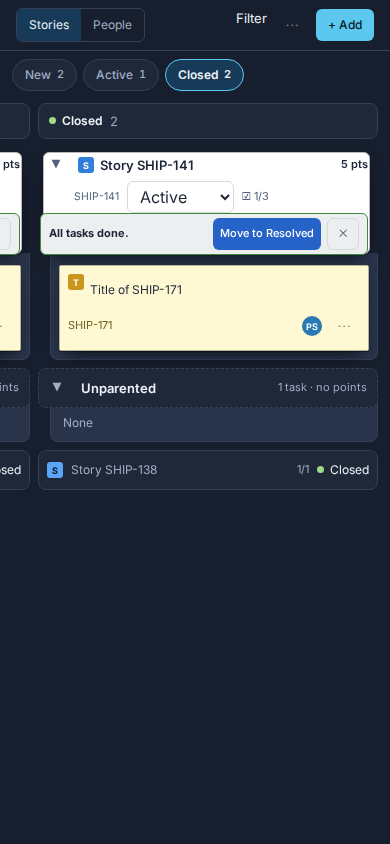 Stories People Filter ... + Add
New 2 Active 1 Closed 2
Closed 2
pts S Story SHIP-141 5 pts
SHIP-141 Active ☑ 1/3
All tasks done. Move to Resolved ×
T Title of SHIP-171
SHIP-171 PS ...
ints Unparented 1 task · no points
None
osed S Story SHIP-138 1/1 Closed